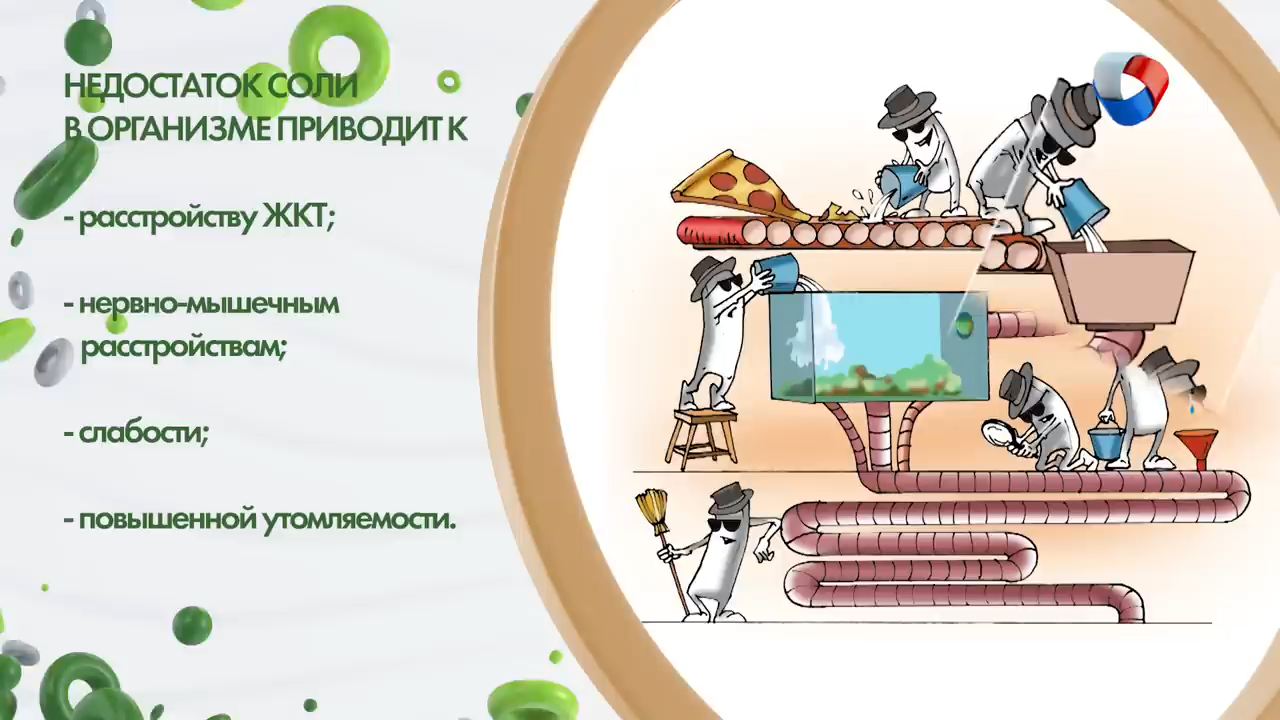 НЕДОСТАТОК СОЛИ
В ОРГАНИЗМЕ ПРИВОДИТ К
- расстройству ЖКТ;
- нервно-мышечным
расстройствам;
- слабости;
- повышенной утомляемости.